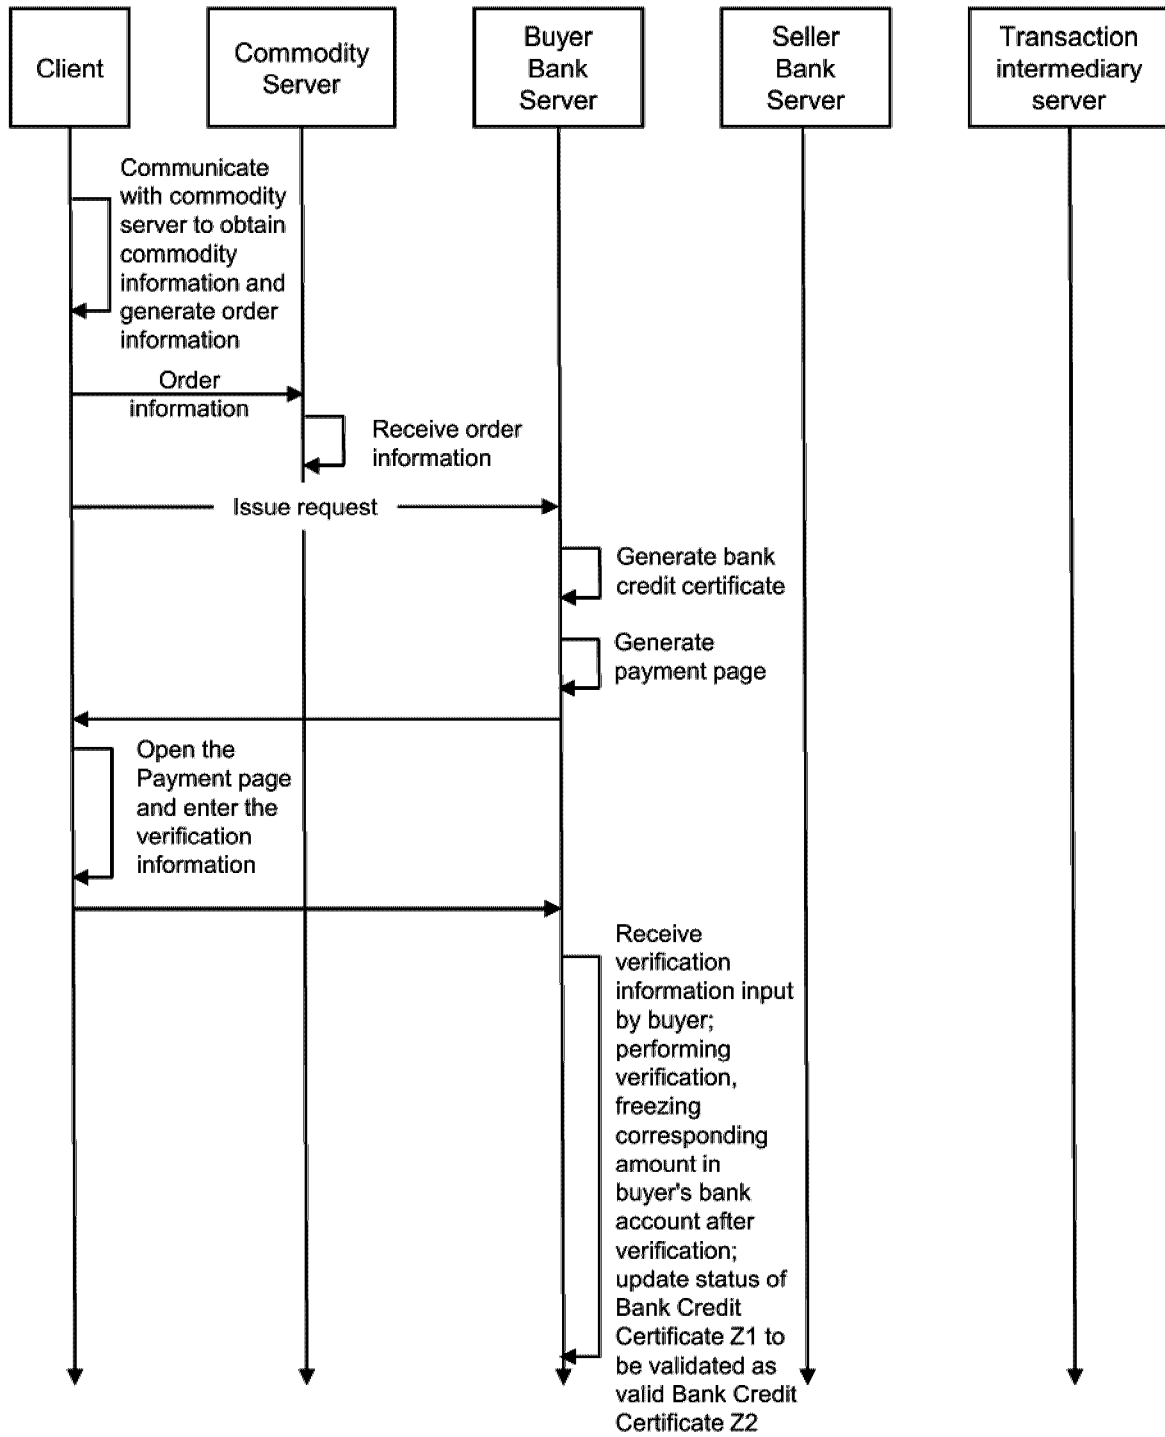 Client
Commodity
Server
Buyer
Bank
Server
Seller
Bank
Server
Transaction
intermediary
server
Communicate
with commodity
server to obtain
commodity
information and
generate order
information
Order
information
Receive order
information
Issue request
Generate bank
credit certificate
Generate
payment page
Open the
Payment page
and enter the
verification
information
Receive
verification
information input
by buyer;
performing
verification,
freezing
corresponding
amount in
buyer's bank
account after
verification;
update status of
Bank Credit
Certificate Z1 to
be validated as
valid Bank Credit
Certificate Z2